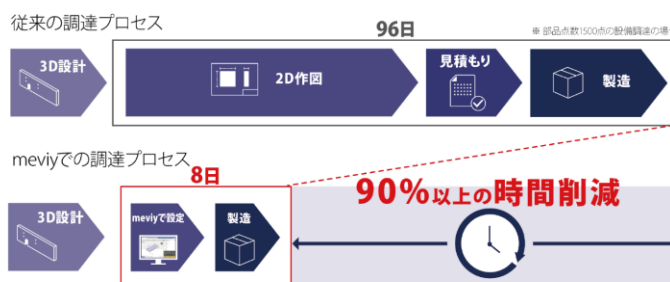 従来の調達プロセス
96日
※ 部品点数1500点の設備調達の場
3D設計
2D作図
見積もり
製造
meviyでの調達プロセス
8日
90%以上の時間削減
3D設計
meviyで設定
製造